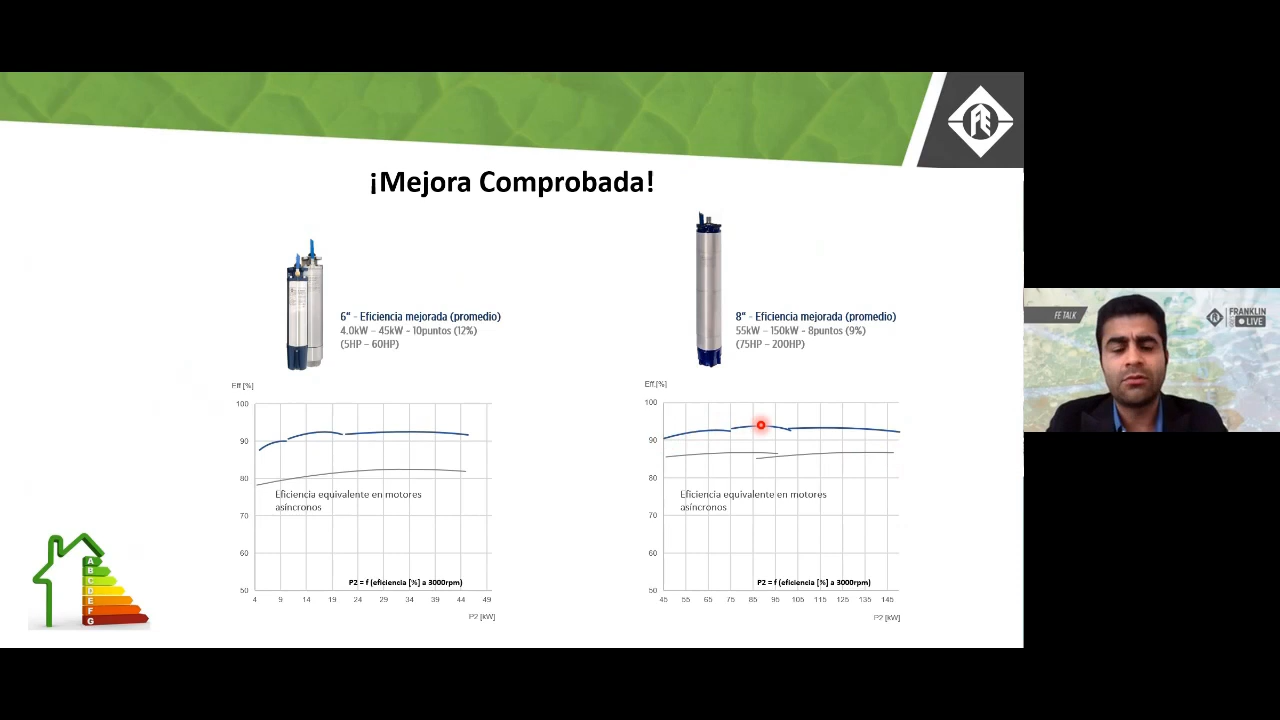 FE
¡Mejora Comprobada!
6" - Eficiencia mejorada (promedio)
4.0kW – 45kW - 10puntos (12%)
(5HP – 60HP)
8" - Eficiencia mejorada (promedio)
55kW – 150kW - 8puntos (9%)
(75HP – 200HP)
Eff [%]
100
90
80
70
60
50
Eficiencia equivalente en motores
asíncronos
P2 = f (eficiencia [%] a 3000rpm)
4 9 14 19 24 29 34 39 44 49
P2 [kW]
Eff.[%]
100
90
80
70
60
50
Eficiencia equivalente en motores
asíncronos
P2 = f (eficiencia [%] a 3000rpm)
45 55 65 75 85 95 105 115 125 135 145
P2 [kW]
A
B
C
D
E
F
G
FE TALK
FRANKLIN
LIVE